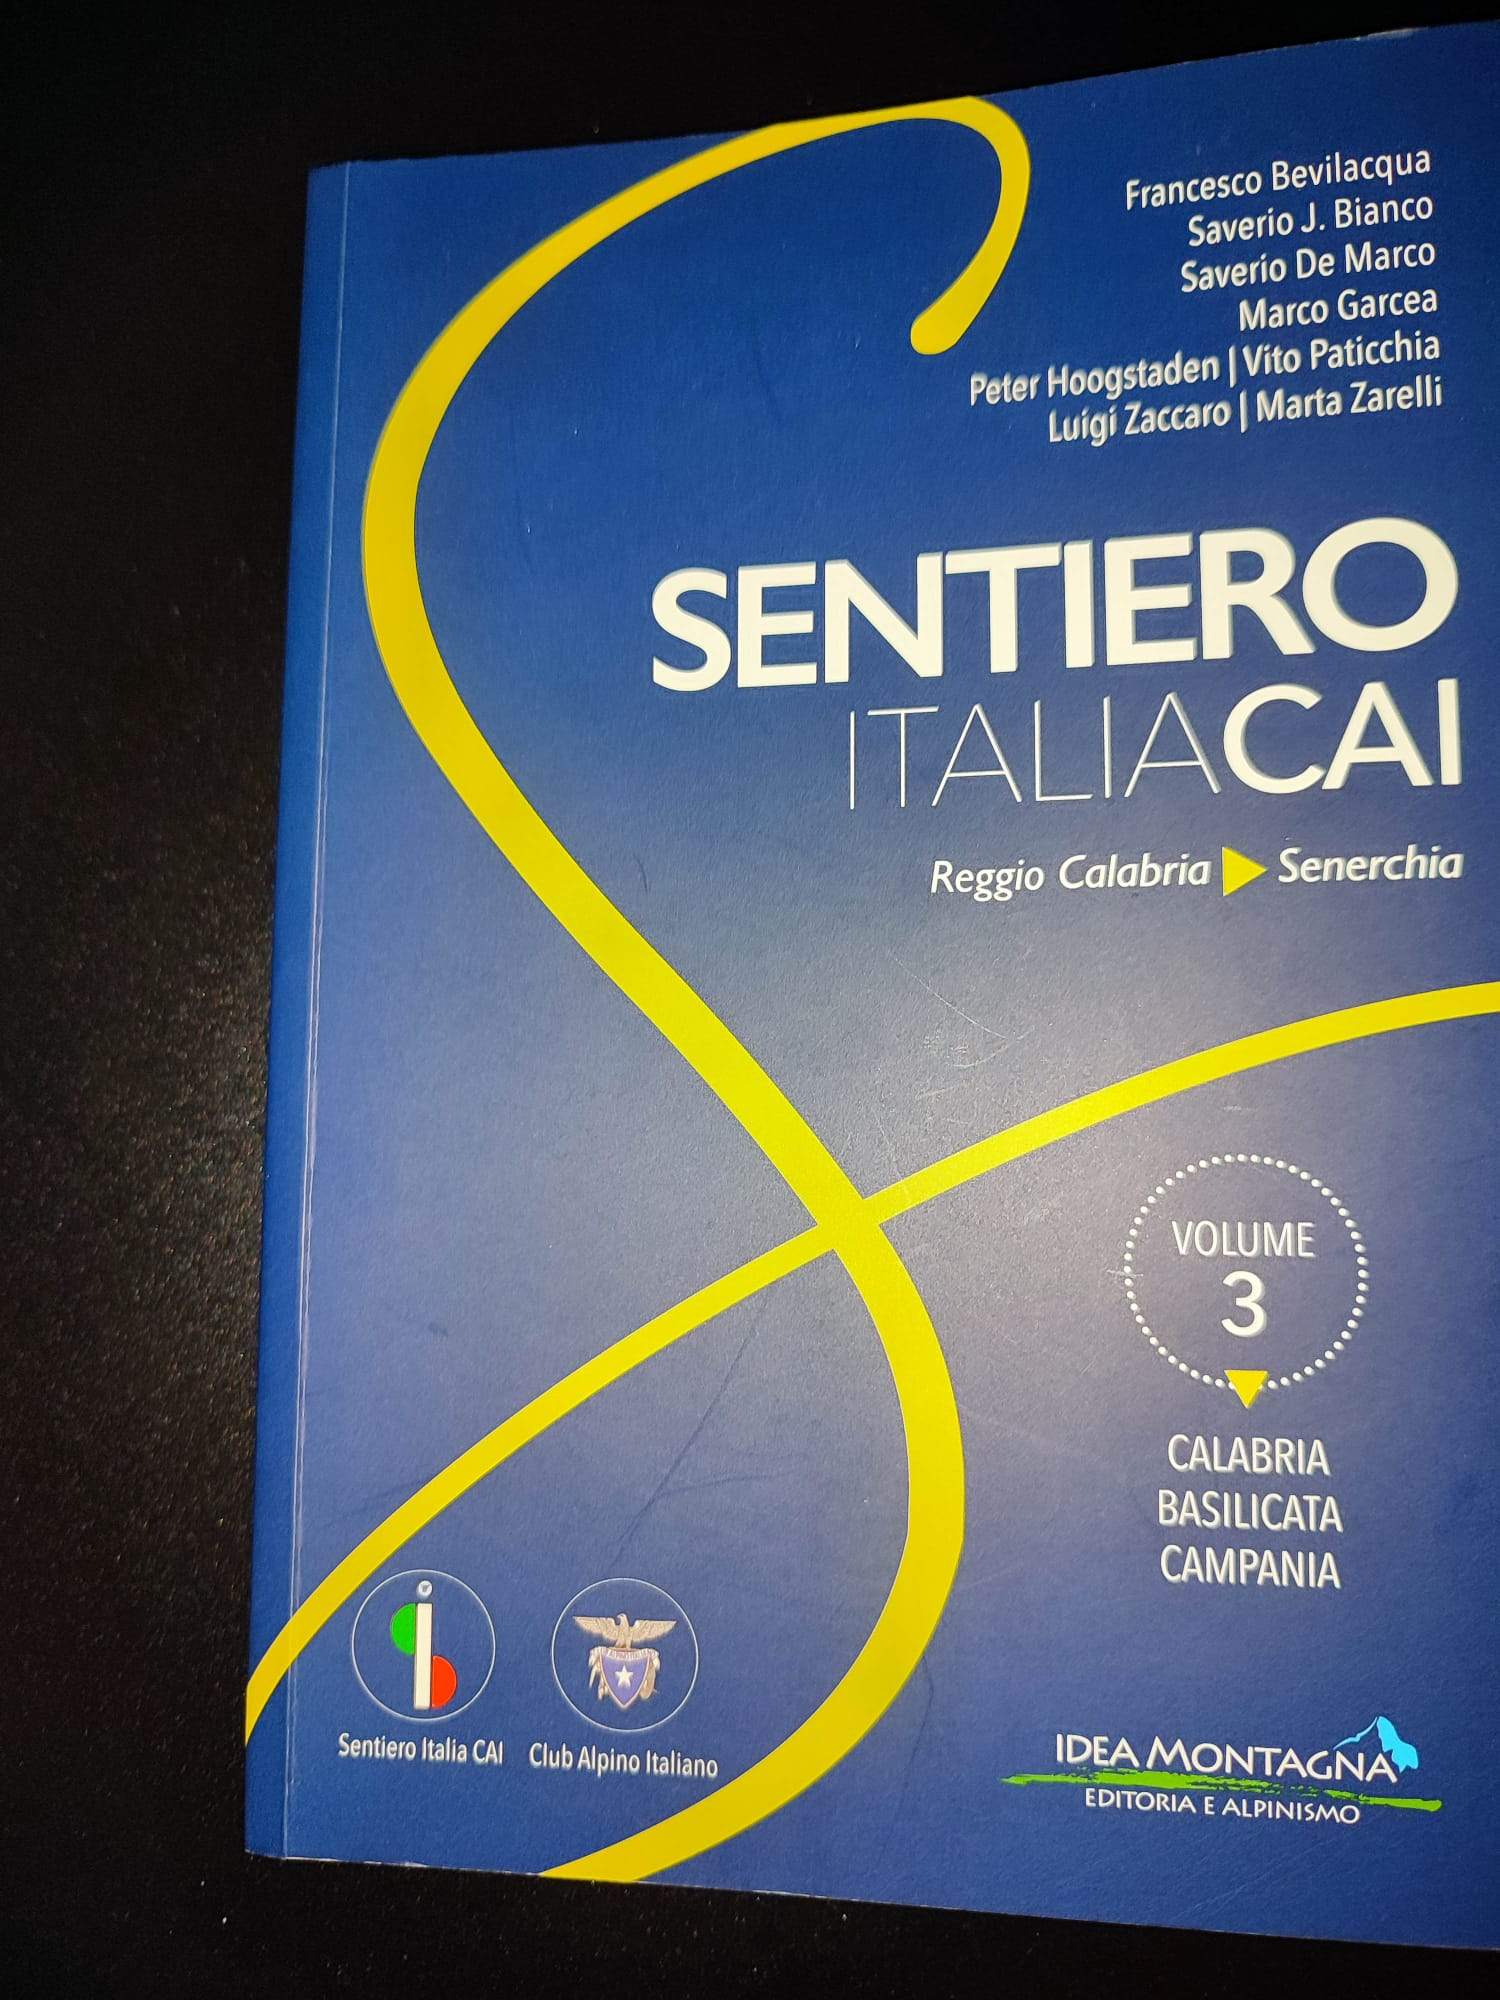 Francesco Bevilacqua
Saverio J. Bianco
Saverio De Marco
Marco Garcea
Peter Hoogstaden | Vito Paticchia
Luigi Zaccaro | Marta Zarelli
SENTIERO
ITALIACAI
Reggio Calabria Senerchia
VOLUME
3
CALABRIA
BASILICATA
CAMPANIA
Sentiero Italia CAI
Club Alpino Italiano
IDEA MONTAGNA
EDITORIA E ALPINISMO